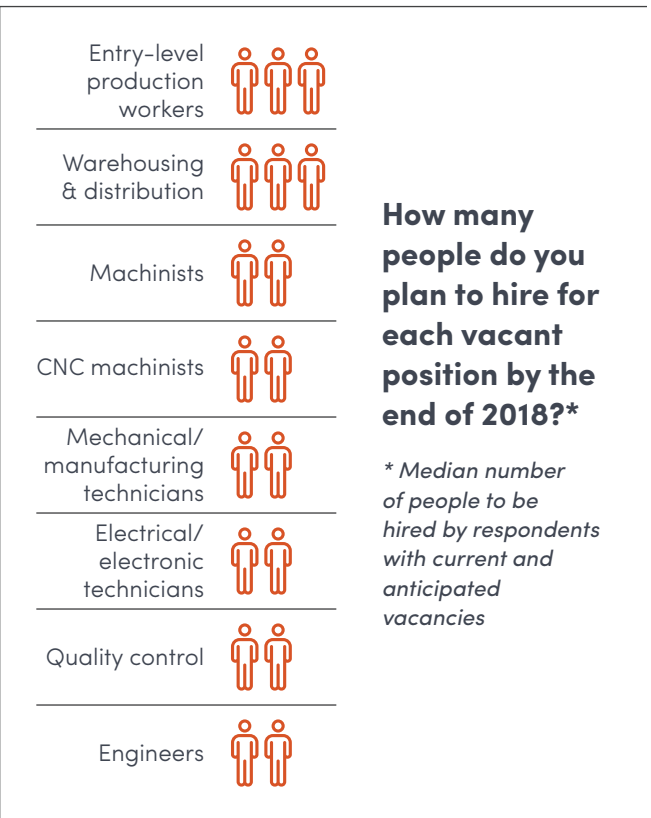 Entry-level
production
workers
Warehousing
& distribution
Machinists
CNC machinists
Mechanical/
manufacturing
technicians
Electrical/
electronic
technicians
Quality control
Engineers
How many
people do you
plan to hire for
each vacant
position by the
end of 2018?*
* Median number
of people to be
hired by respondents
with current and
anticipated
vacancies